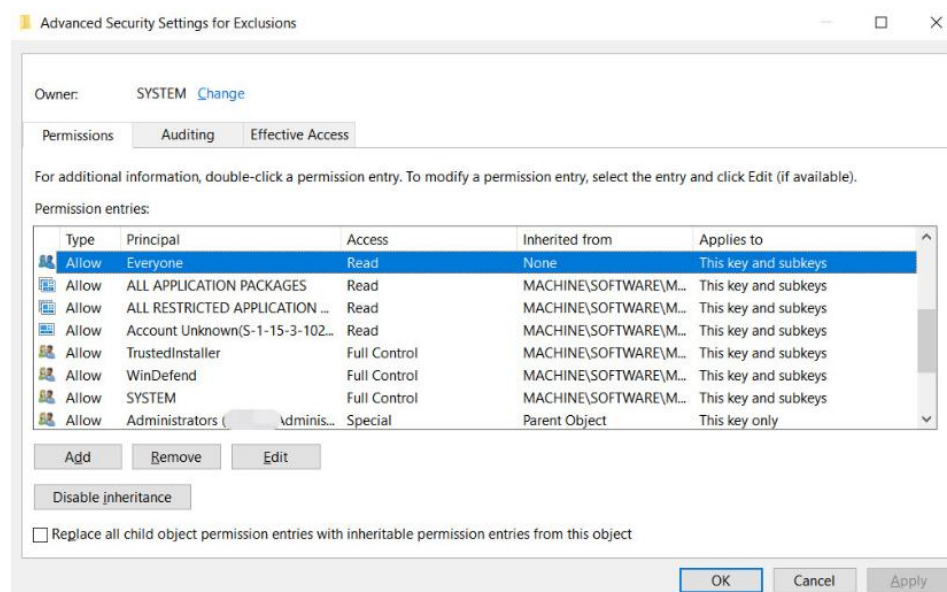 Advanced Security Settings for Exclusions
Owner: SYSTEM Change
Permissions Auditing Effective Access
For additional information, double-click a permission entry. To modify a permission entry, select the entry and click Edit (if available).
Permission entries:
Type Principal Access Inherited from Applies to
Allow Everyone Read None This key and subkeys
Allow ALL APPLICATION PACKAGES Read MACHINE\SOFTWARE\M... This key and subkeys
Allow ALL RESTRICTED APPLICATION ... Read MACHINE\SOFTWARE\M... This key and subkeys
Allow Account Unknown(S-1-15-3-102... Read MACHINE\SOFTWARE\M... This key and subkeys
Allow TrustedInstaller Full Control MACHINE\SOFTWARE\M... This key and subkeys
Allow WinDefend Full Control MACHINE\SOFTWARE\M... This key and subkeys
Allow SYSTEM Full Control MACHINE\SOFTWARE\M... This key and subkeys
Allow Administrators ( Adminis... Special Parent Object This key only
Add Remove Edit
Disable inheritance
Replace all child object permission entries with inheritable permission entries from this object
OK Cancel Apply